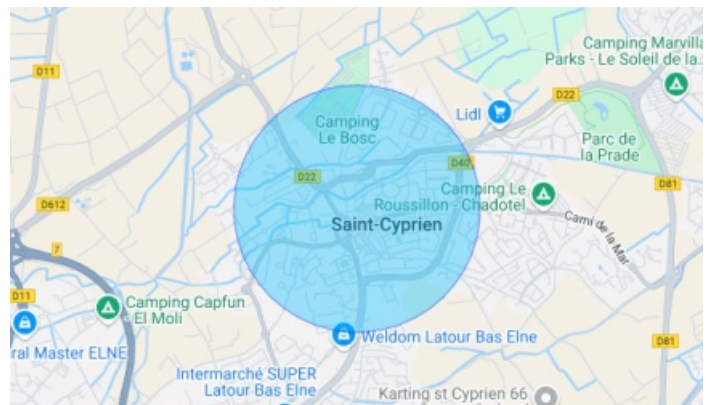 Camping Marvilla
Parks - Le Soleil de la...
D11
D22
Lidl
Camping
Le Bosc
Parc de
la Prade
D40
D22
D81
Camping Le
Roussillon - Chadotel
D612
Saint-Cyprien
Camí de la Mar
7
D11
Camping Capfun
- El Moli
Weldom Latour Bas Elne
D81
ral Master ELNE
Intermarché SUPER
Latour Bas Elne
Karting st Cyprien 66